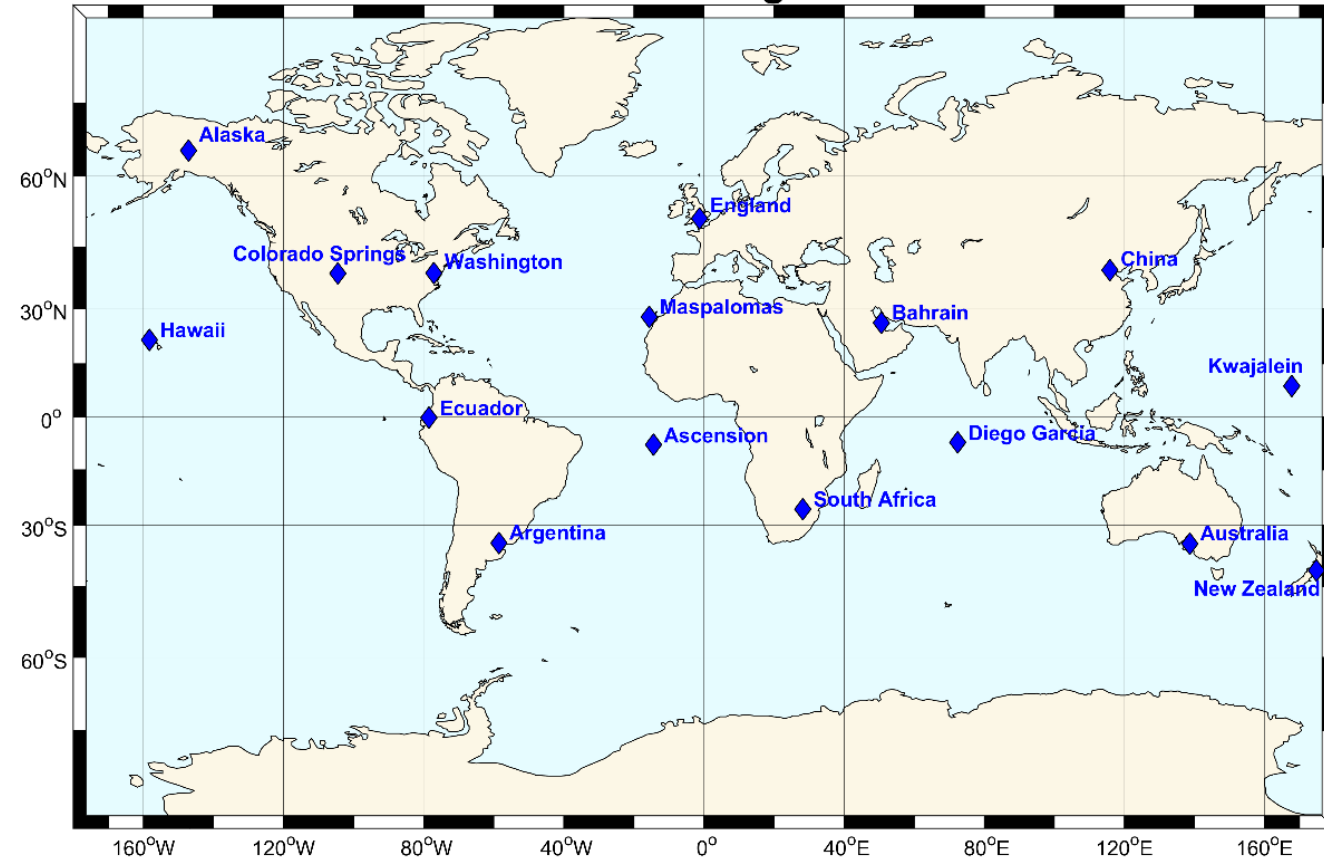 Alaska
60°N
England
Colorado Springs
Washington
China
Maspalomas
30°N
Bahrain
Hawaii
Kwajalein
Ecuador
0°
Ascension
Diego Garcia
South Africa
30°S
Argentina
Australia
New Zealand
60°S
160°W 120°W 80°W 40°W 0° 40°E 80°E 120°E 160°E